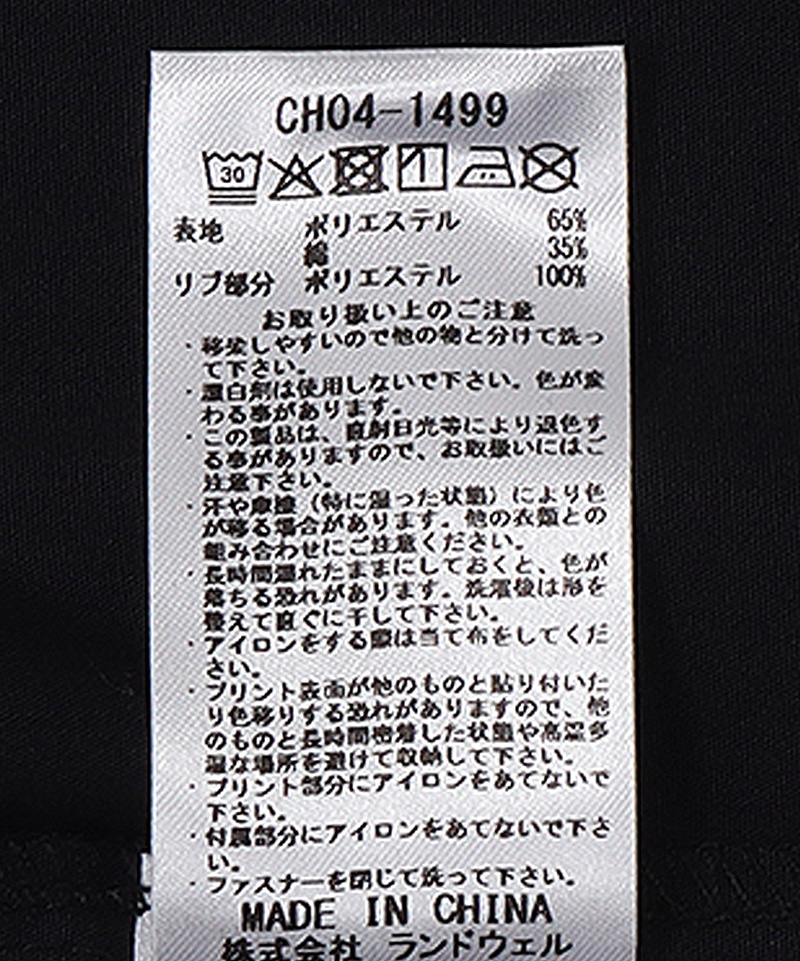 CH04-1499
30
表地 ポリエステル 65%
綿 35%
リブ部分 ポリエステル 100%
お取り扱い上のご注意
・移染しやすいので他の物と分けて洗っ
て下さい。
・漂白剤は使用しないで下さい。色が変
わる事があります。
・この製品は、直射日光等により退色す
る事がありますので、お取扱いにはご
注意下さい。
・汗や摩擦（特に湿った状態）により色
が移る場合があります。他の衣類との
組み合わせにご注意ください。
・長時間濡れたままにしておくと、色が
落ちる恐れがあります。洗濯後は形を
整えて直ぐに干して下さい。
・アイロンをする際は当て布をしてくだ
さい。
・プリント表面が他のものと貼り付いた
り色移りする恐れがありますので、他
のものと長時間密着した状態や高温多
湿な場所を避けて収納して下さい。
・プリント部分にアイロンをあてないで
下さい。
・付属部分にアイロンをあてないで下さ
い。
・ファスナーを閉じて洗って下さい。
MADE IN CHINA
株式会社 ランドウェル